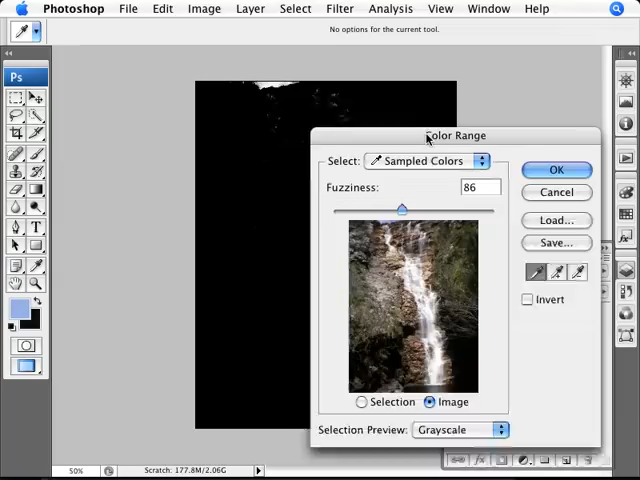 Photoshop File Edit Image Layer Select Filter Analysis View Window Help
No options for the current tool.
Ps
Color Range
Select: Sampled Colors
OK
Fuzziness: 86
Cancel
Load...
Save...
Invert
Selection Image
Selection Preview: Grayscale
50% Scratch: 177.8M/2.06G